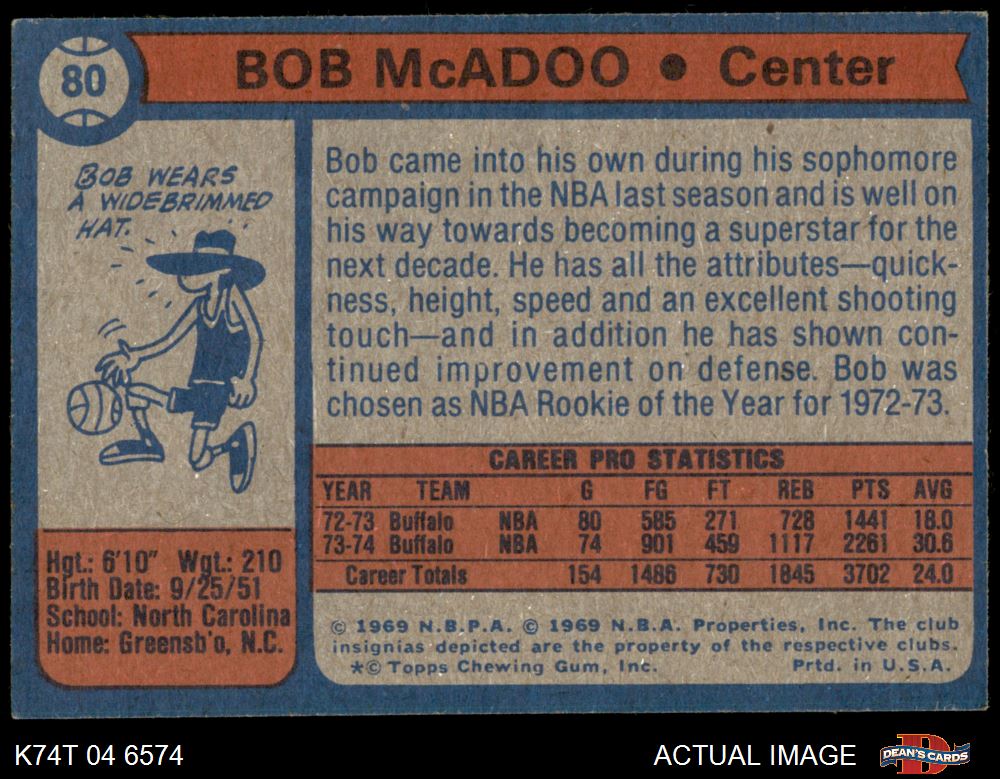 80
BOB McADOO • Center
BOB WEARS
A WIDEBRIMMED
HAT.
Hgt.: 6'10" Wgt.: 210
Birth Date: 9/25/51
School: North Carolina
Home: Greensb'o, N.C.
Bob came into his own during his sophomore
campaign in the NBA last season and is well on
his way towards becoming a superstar for the
next decade. He has all the attributes—quick-
ness, height, speed and an excellent shooting
touch—and in addition he has shown con-
tinued improvement on defense. Bob was
chosen as NBA Rookie of the Year for 1972-73.
CAREER PRO STATISTICS
YEAR TEAM G FG FT REB PTS AVG
72-73 Buffalo NBA 80 585 271 728 1441 18.0
73-74 Buffalo NBA 74 901 459 1117 2261 30.6
Career Totals 154 1486 730 1845 3702 24.0
© 1969 N.B.P.A. © 1969 N.B.A. Properties, Inc. The club
insignias depicted are the property of the respective clubs.
*© Topps Chewing Gum, Inc. Prtd. in U.S.A.
K74T 04 6574
ACTUAL IMAGE
D
DEAN'S CARDS